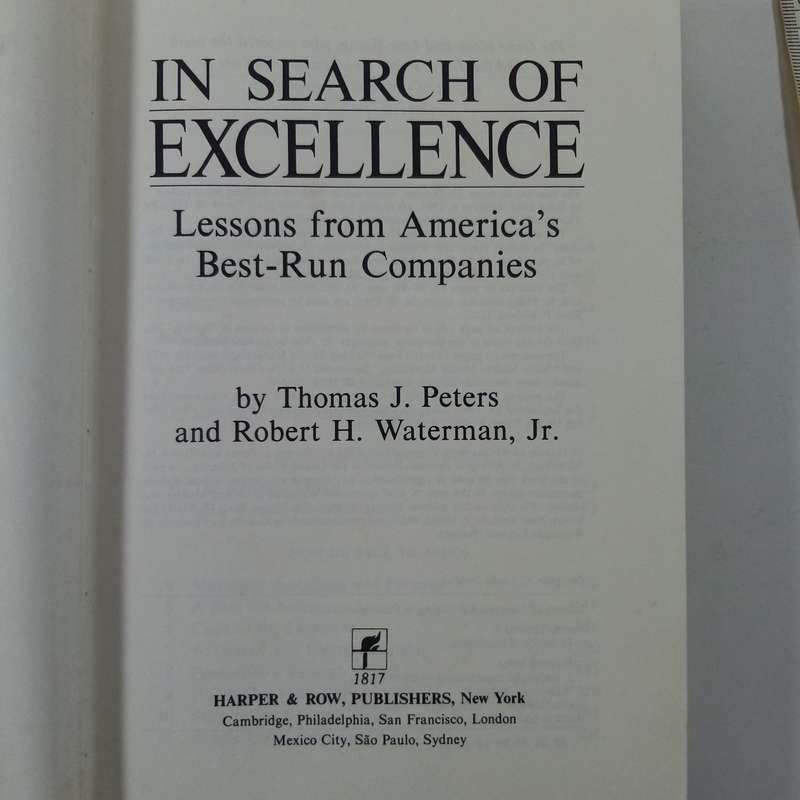 IN SEARCH OF
EXCELLENCE
Lessons from America's
Best-Run Companies
by Thomas J. Peters
and Robert H. Waterman, Jr.
1817
HARPER & ROW, PUBLISHERS, New York
Cambridge, Philadelphia, San Francisco, London
Mexico City, São Paulo, Sydney